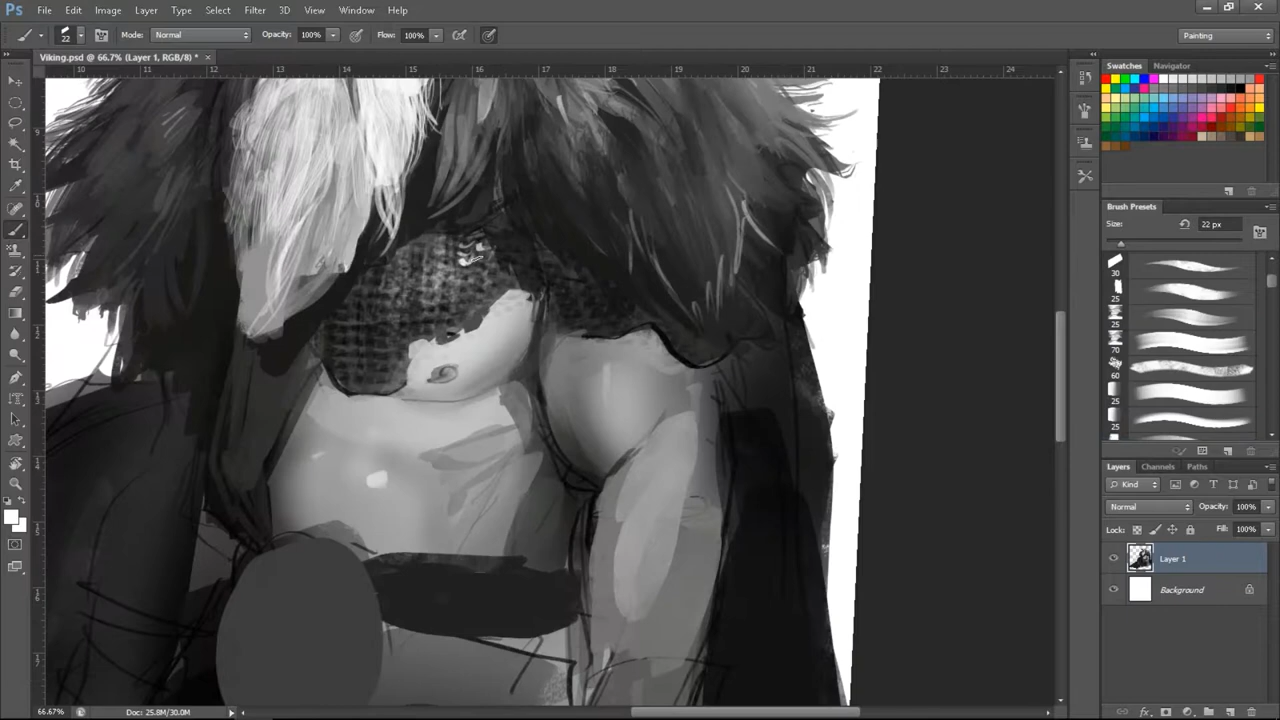 Ps File Edit Image Layer Type Select Filter 3D View Window Help
22 Mode: Normal Opacity: 100% Flow: 100% Painting
Viking.psd @ 66.7% (Layer 1, RGB/8) *
10 11 12 13 14 15 16 17 18 19 20 21 22 23 24
Swatches Navigator
Brush Presets
Size: 22 px
30
25
25
70
60
25
25
Layers Channels Paths
Kind
Normal Opacity: 100%
Lock: Fill: 100%
Layer 1
Background
66.67% Doc: 25.8M/30.0M